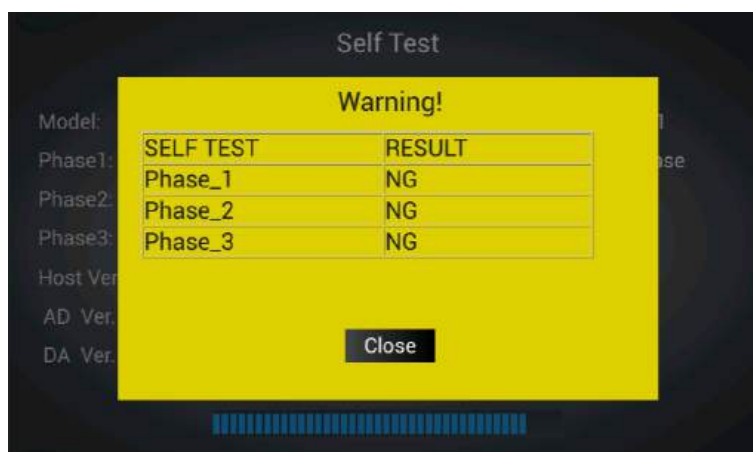 Self Test
Warning!
SELF TEST RESULT
Phase_1 NG
Phase_2 NG
Phase_3 NG
Close
Model:
Phase1:
Phase2:
Phase3:
Host Ver
AD Ver.
DA Ver.